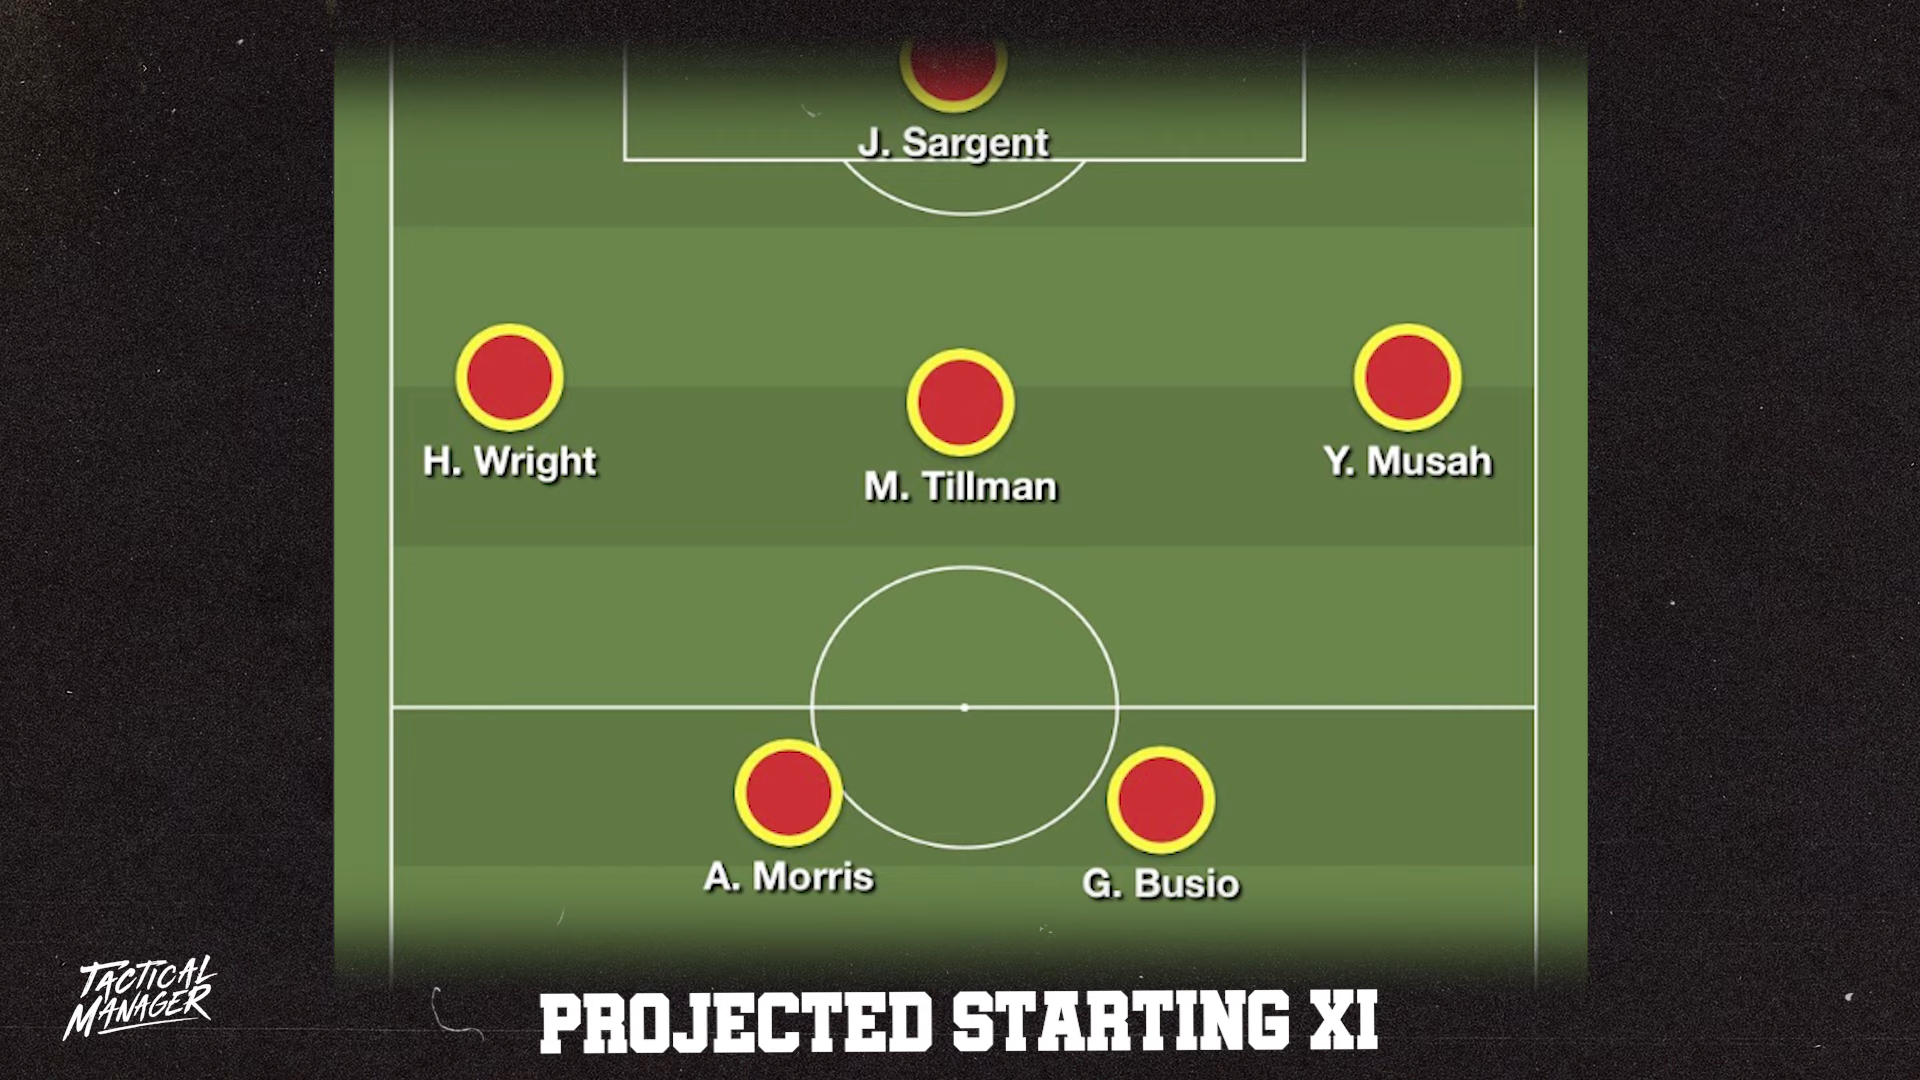 J. Sargent
H. Wright
M. Tillman
Y. Musah
A. Morris
G. Busio
TACTICAL
MANAGER
PROJECTED STARTING XI